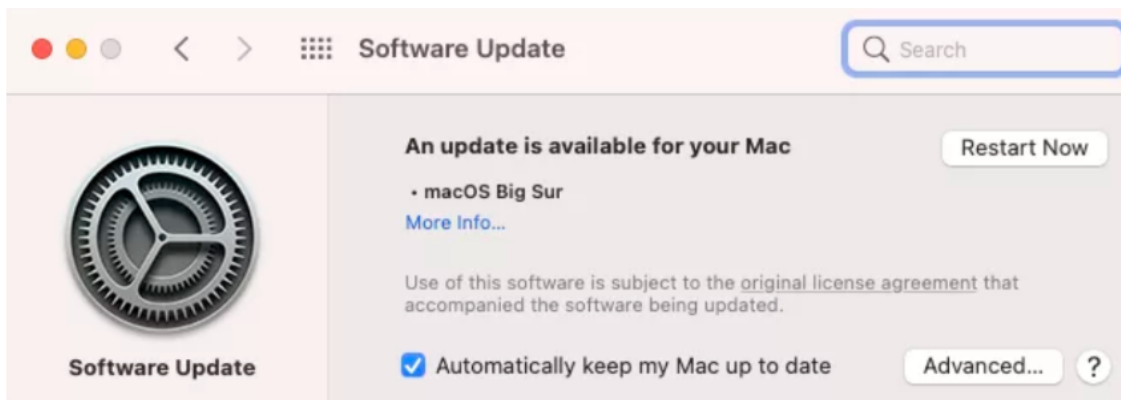 Software Update
Search
An update is available for your Mac
Restart Now
• macOS Big Sur
More Info...
Use of this software is subject to the original license agreement that
accompanied the software being updated.
Software Update
Automatically keep my Mac up to date
Advanced...
?